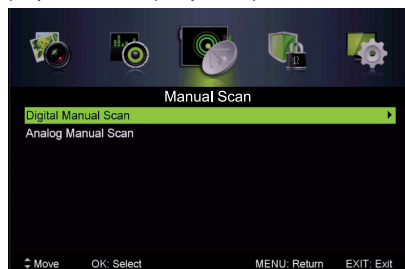 Manual Scan
Digital Manual Scan
Analog Manual Scan
Move OK: Select MENU: Return EXIT: Exit